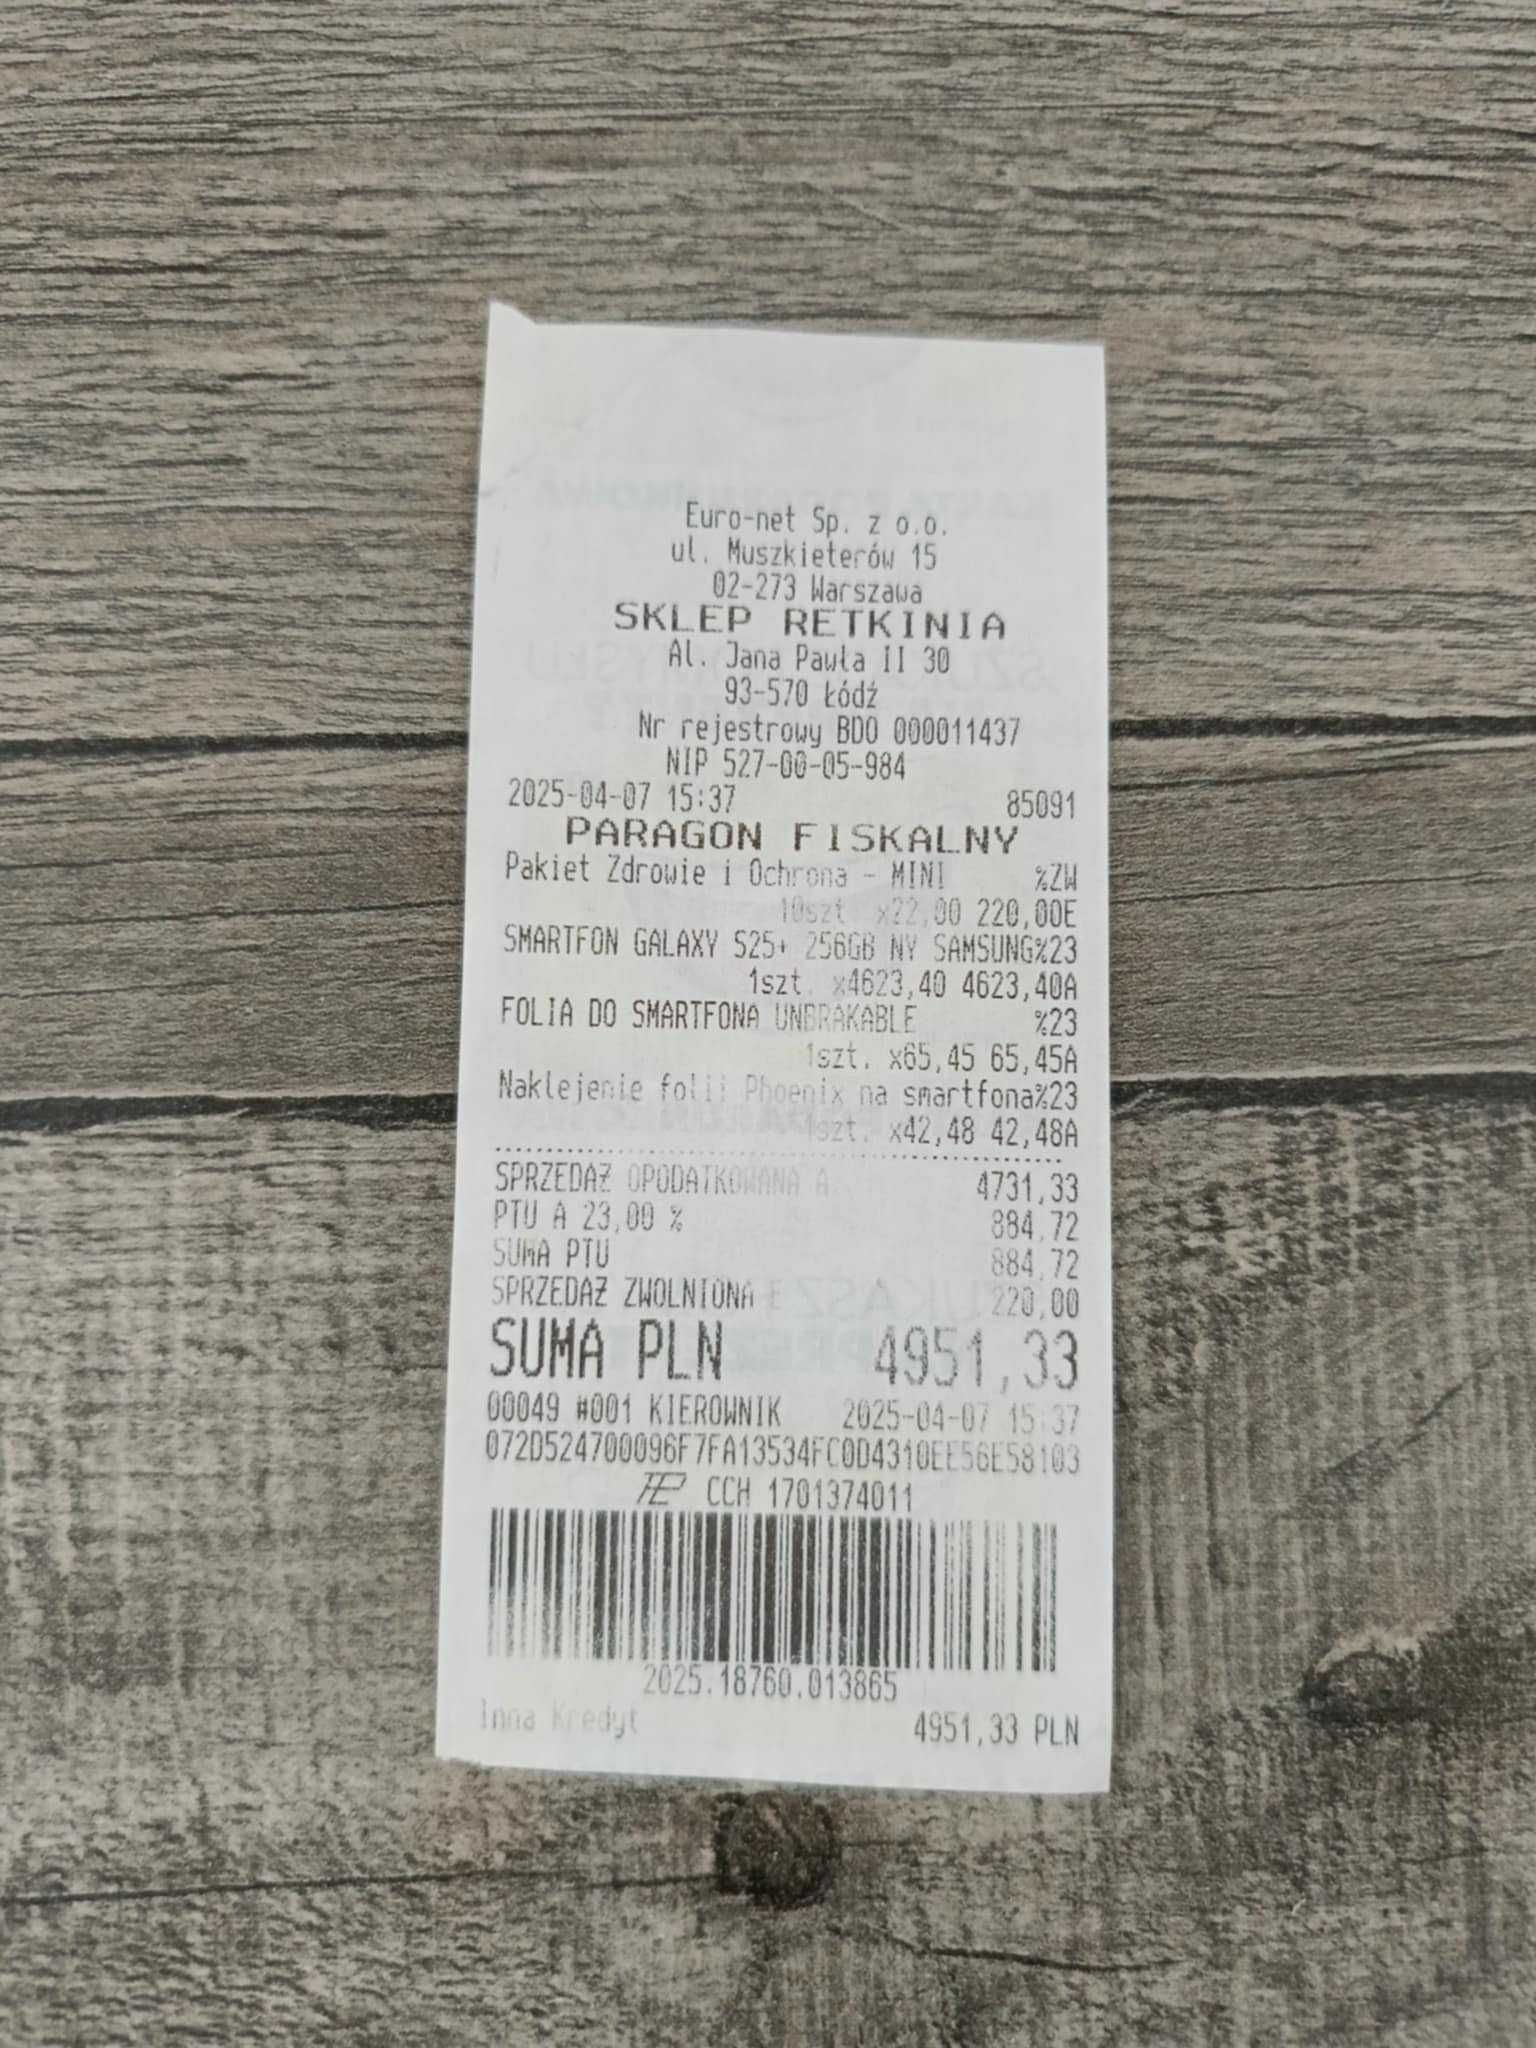 Euro-net Sp. z o.o.
ul. Muszkieterów 15
02-273 Warszawa
SKLEP RETKINIA
Al. Jana Pawła II 30
93-570 Łódź
Nr rejestrowy BDO 000011437
NIP 527-00-05-984
2025-04-07 15:37 85091
PARAGON FISKALNY
Pakiet Zdrowie i Ochrona - MINI %ZW
10szt. x22,00 220,00E
SMARTFON GALAXY S25+ 256GB NY SAMSUNG%23
1szt. x4623,40 4623,40A
FOLIA DO SMARTFONA UNBRAKABLE %23
1szt. x65,45 65,45A
Naklejenie folii Phoenix na smartfona%23
1szt. x42,48 42,48A
SPRZEDAŻ OPODATKOWANA A 4731,33
PTU A 23,00 % 884,72
SUMA PTU 884,72
SPRZEDAŻ ZWOLNIONA E 220,00
SUMA PLN 4951,33
00049 #001 KIEROWNIK 2025-04-07 15:37
072D524700096F7FA13534FC0D4310EE56E58103
CCH 1701374011
2025.18760.013865
Inna Kredyt 4951,33 PLN